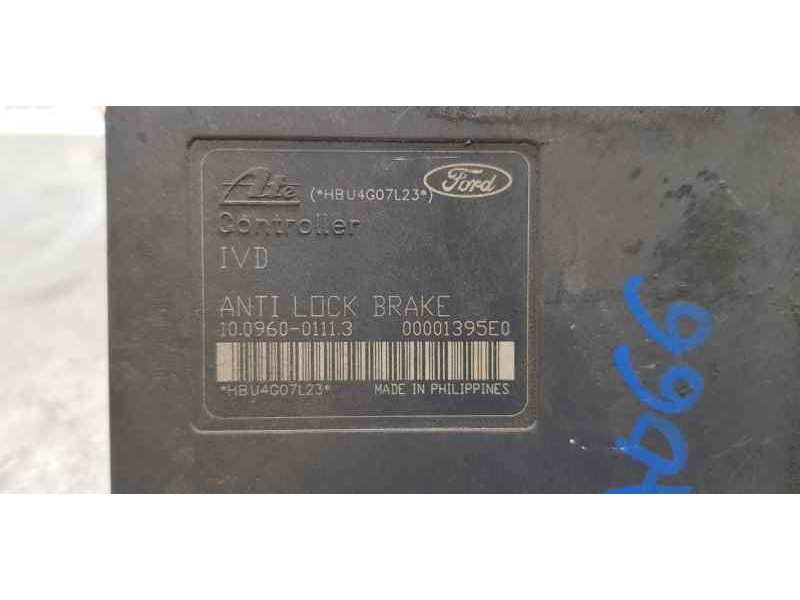 Ate (*HBU4G07L23*) Ford
Controller
IVD
ANTI LOCK BRAKE
10.0960-0111.3 00001395E0
*HBU4G07L23* MADE IN PHILIPPINES